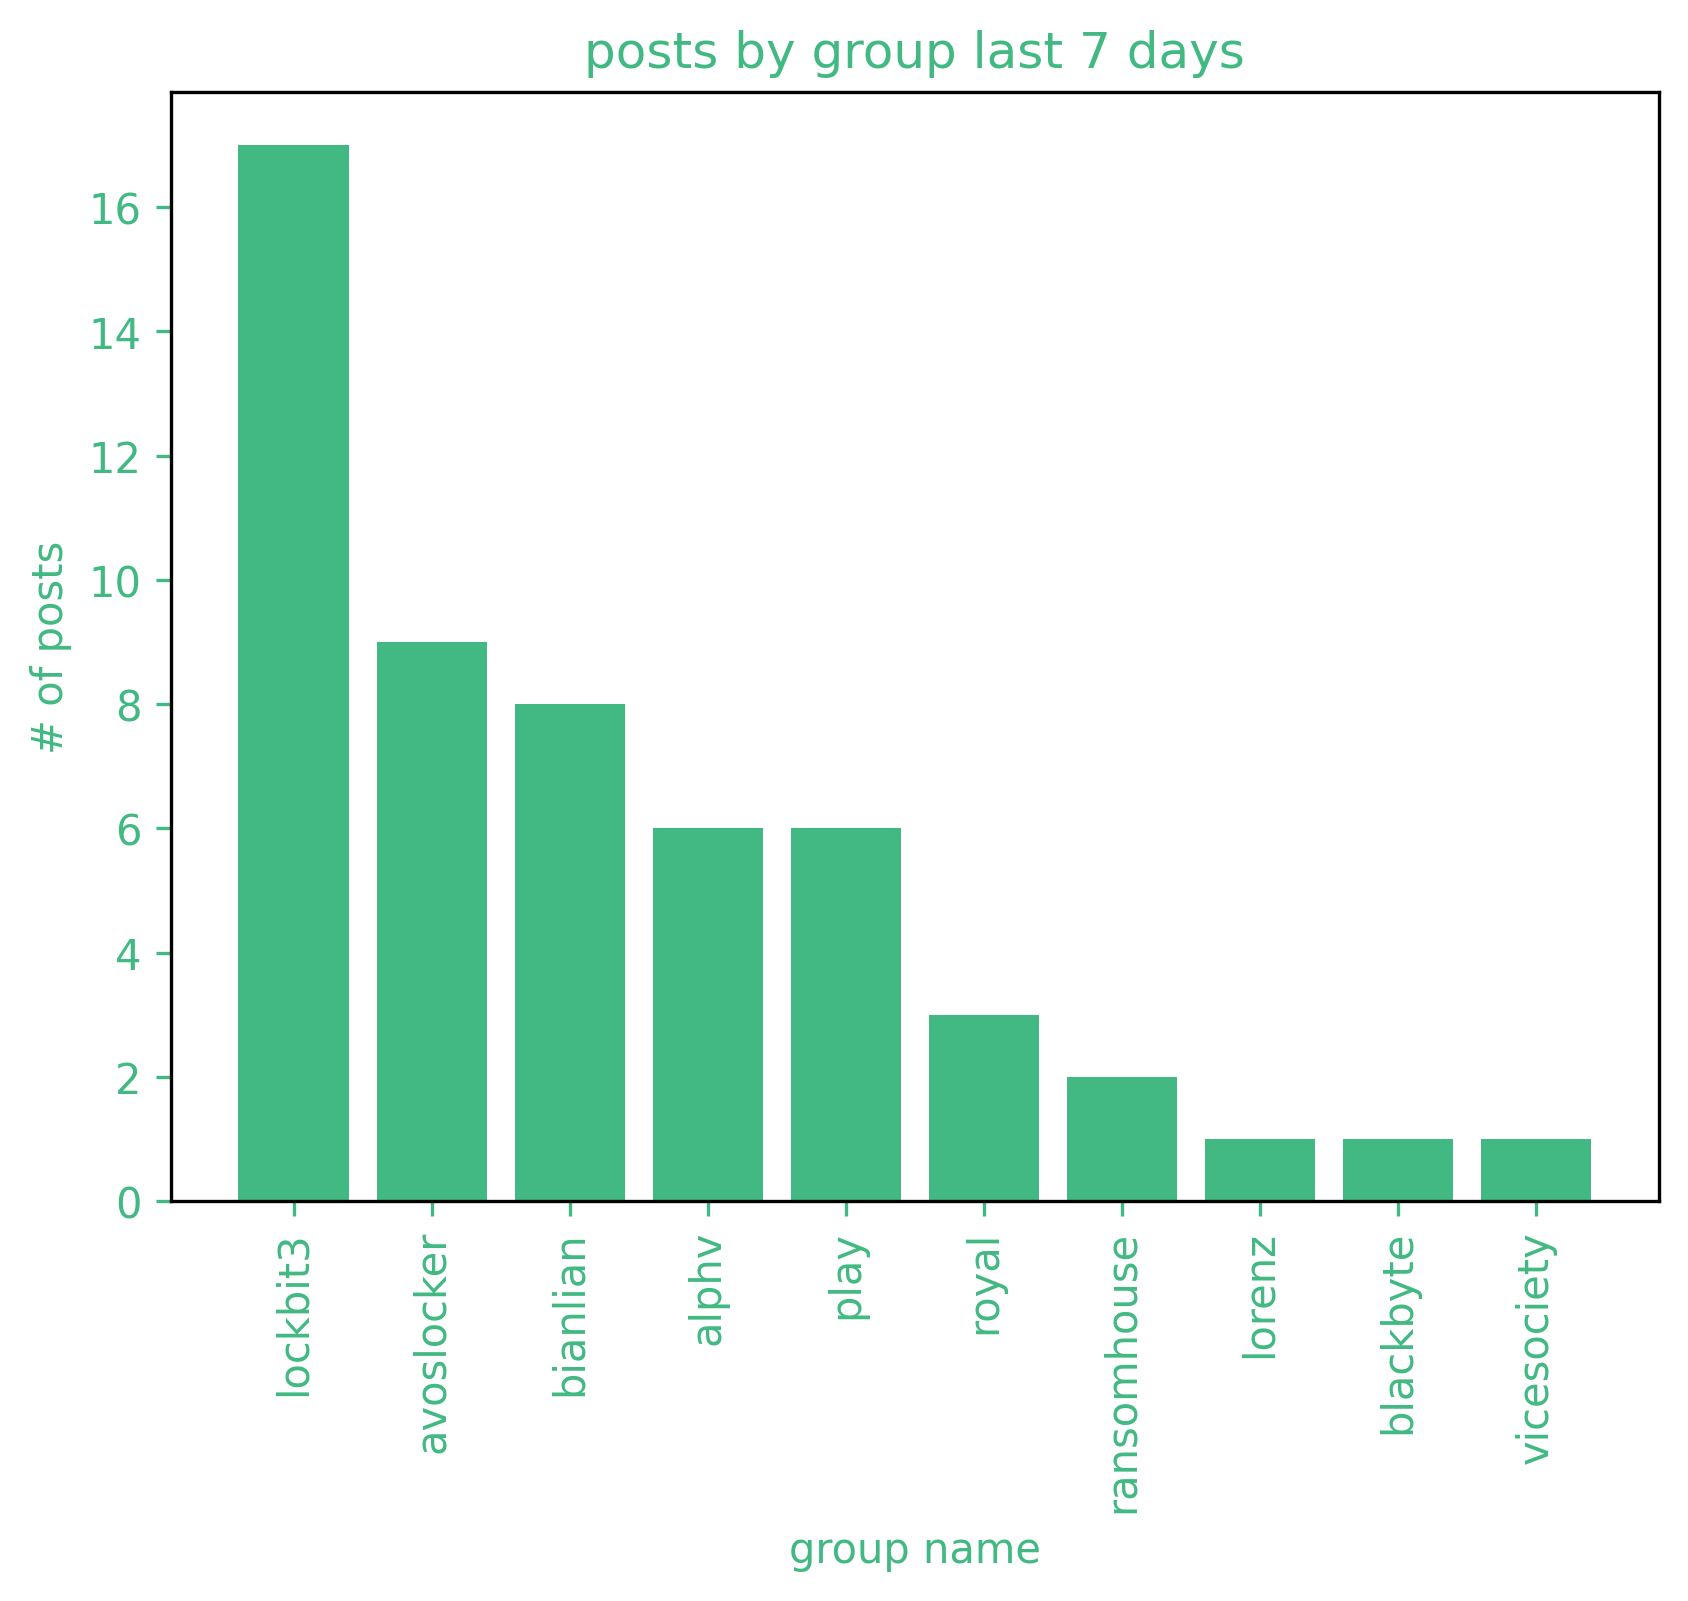 posts by group last 7 days
# of posts
16
14
12
10
8
6
4
2
0
lockbit3
avoslocker
bianlian
alphv
play
royal
ransomhouse
lorenz
blackbyte
vicesociety
group name